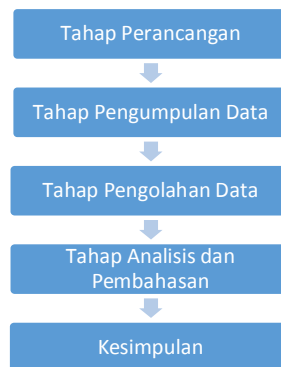 Tahap Perancangan
Tahap Pengumpulan Data
Tahap Pengolahan Data
Tahap Analisis dan
Pembahasan
Kesimpulan